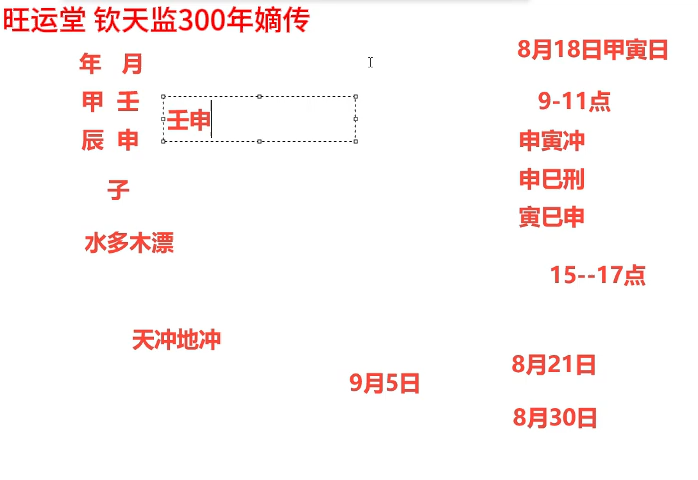 旺运堂 钦天监300年嫡传
年 月
甲 壬
辰 申
壬申
子
水多木漂
天冲地冲
9月5日
8月18日甲寅日
9-11点
申寅冲
申巳刑
寅巳申
15--17点
8月21日
8月30日